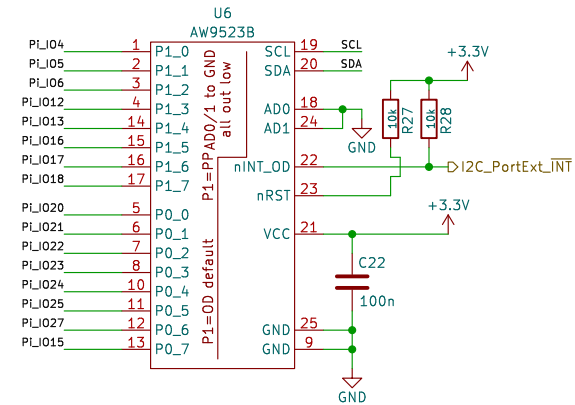 U6
AW9523B
Pi_IO4 1 P1_0
Pi_IO5 2 P1_1
Pi_IO6 3 P1_2
Pi_IO12 4 P1_3
Pi_IO13 14 P1_4
Pi_IO16 15 P1_5
Pi_IO17 16 P1_6
Pi_IO18 17 P1_7
Pi_IO20 5 P0_0
Pi_IO21 6 P0_1
Pi_IO22 7 P0_2
Pi_IO23 8 P0_3
Pi_IO24 10 P0_4
Pi_IO25 11 P0_5
Pi_IO27 12 P0_6
Pi_IO15 13 P0_7
P1=PP AD0/1 to GND
all out low
P1=OD default
SCL 19 SCL
SDA 20 SDA
AD0 18
AD1 24
GND
nINT_OD 22
nRST 23
VCC 21
GND 25
GND 9
+3.3V
10k R27
10k R28
I2C_PortExt_INT
+3.3V
C22
100n
GND